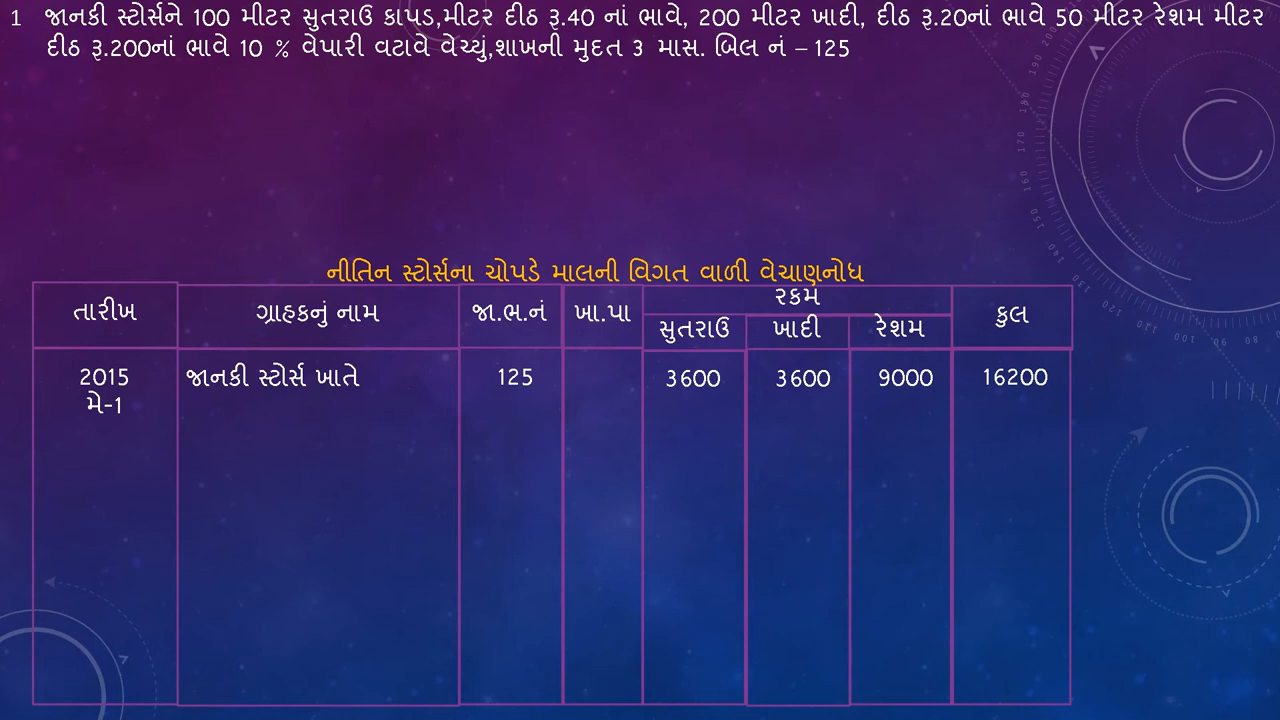 1 જાનકી સ્ટોર્સને 100 મીટર સુતરાઉ કાપડ,મીટર દીઠ રૂ.40 નાં ભાવે, 200 મીટર ખાદી, દીઠ રૂ.20નાં ભાવે 50 મીટર રેશમ મીટર
દીઠ રૂ.200નાં ભાવે 10 % વેપારી વટાવે વેચ્યું,શાખની મુદત 3 માસ. બિલ નં – 125
નીતિન સ્ટોર્સના ચોપડે માલની વિગત વાળી વેચાણનોધ
તારીખ ગ્રાહકનું નામ જા.ભ.નં ખા.પા રકમ કુલ
સુતરાઉ ખાદી રેશમ
2015 જાનકી સ્ટોર્સ ખાતે 125 3600 3600 9000 16200
મે-1